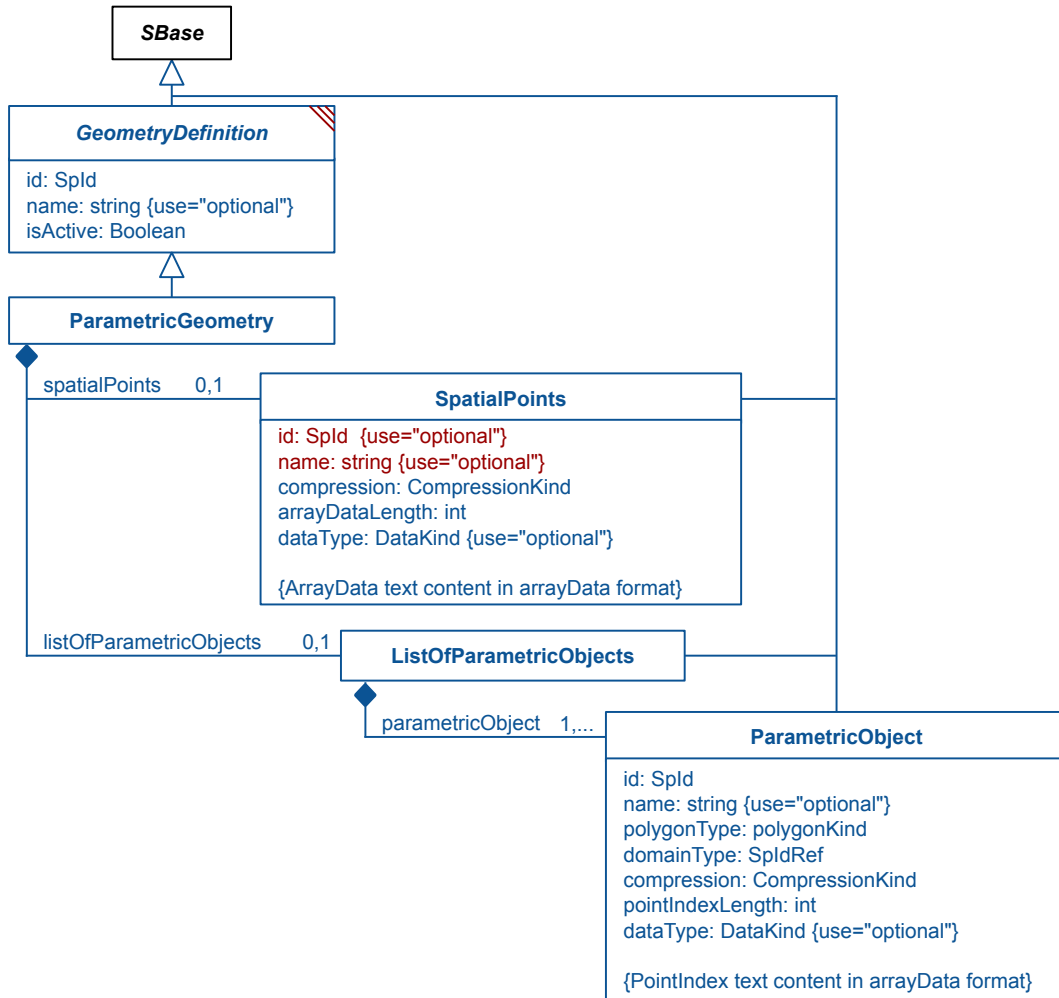 SBase
GeometryDefinition
id: SpId
name: string {use="optional"}
isActive: Boolean
ParametricGeometry
spatialPoints 0,1
SpatialPoints
id: SpId {use="optional"}
name: string {use="optional"}
compression: CompressionKind
arrayDataLength: int
dataType: DataKind {use="optional"}
{ArrayData text content in arrayData format}
listOfParametricObjects 0,1
ListOfParametricObjects
parametricObject 1,...
ParametricObject
id: SpId
name: string {use="optional"}
polygonType: polygonKind
domainType: SpIdRef
compression: CompressionKind
pointIndexLength: int
dataType: DataKind {use="optional"}
{PointIndex text content in arrayData format}